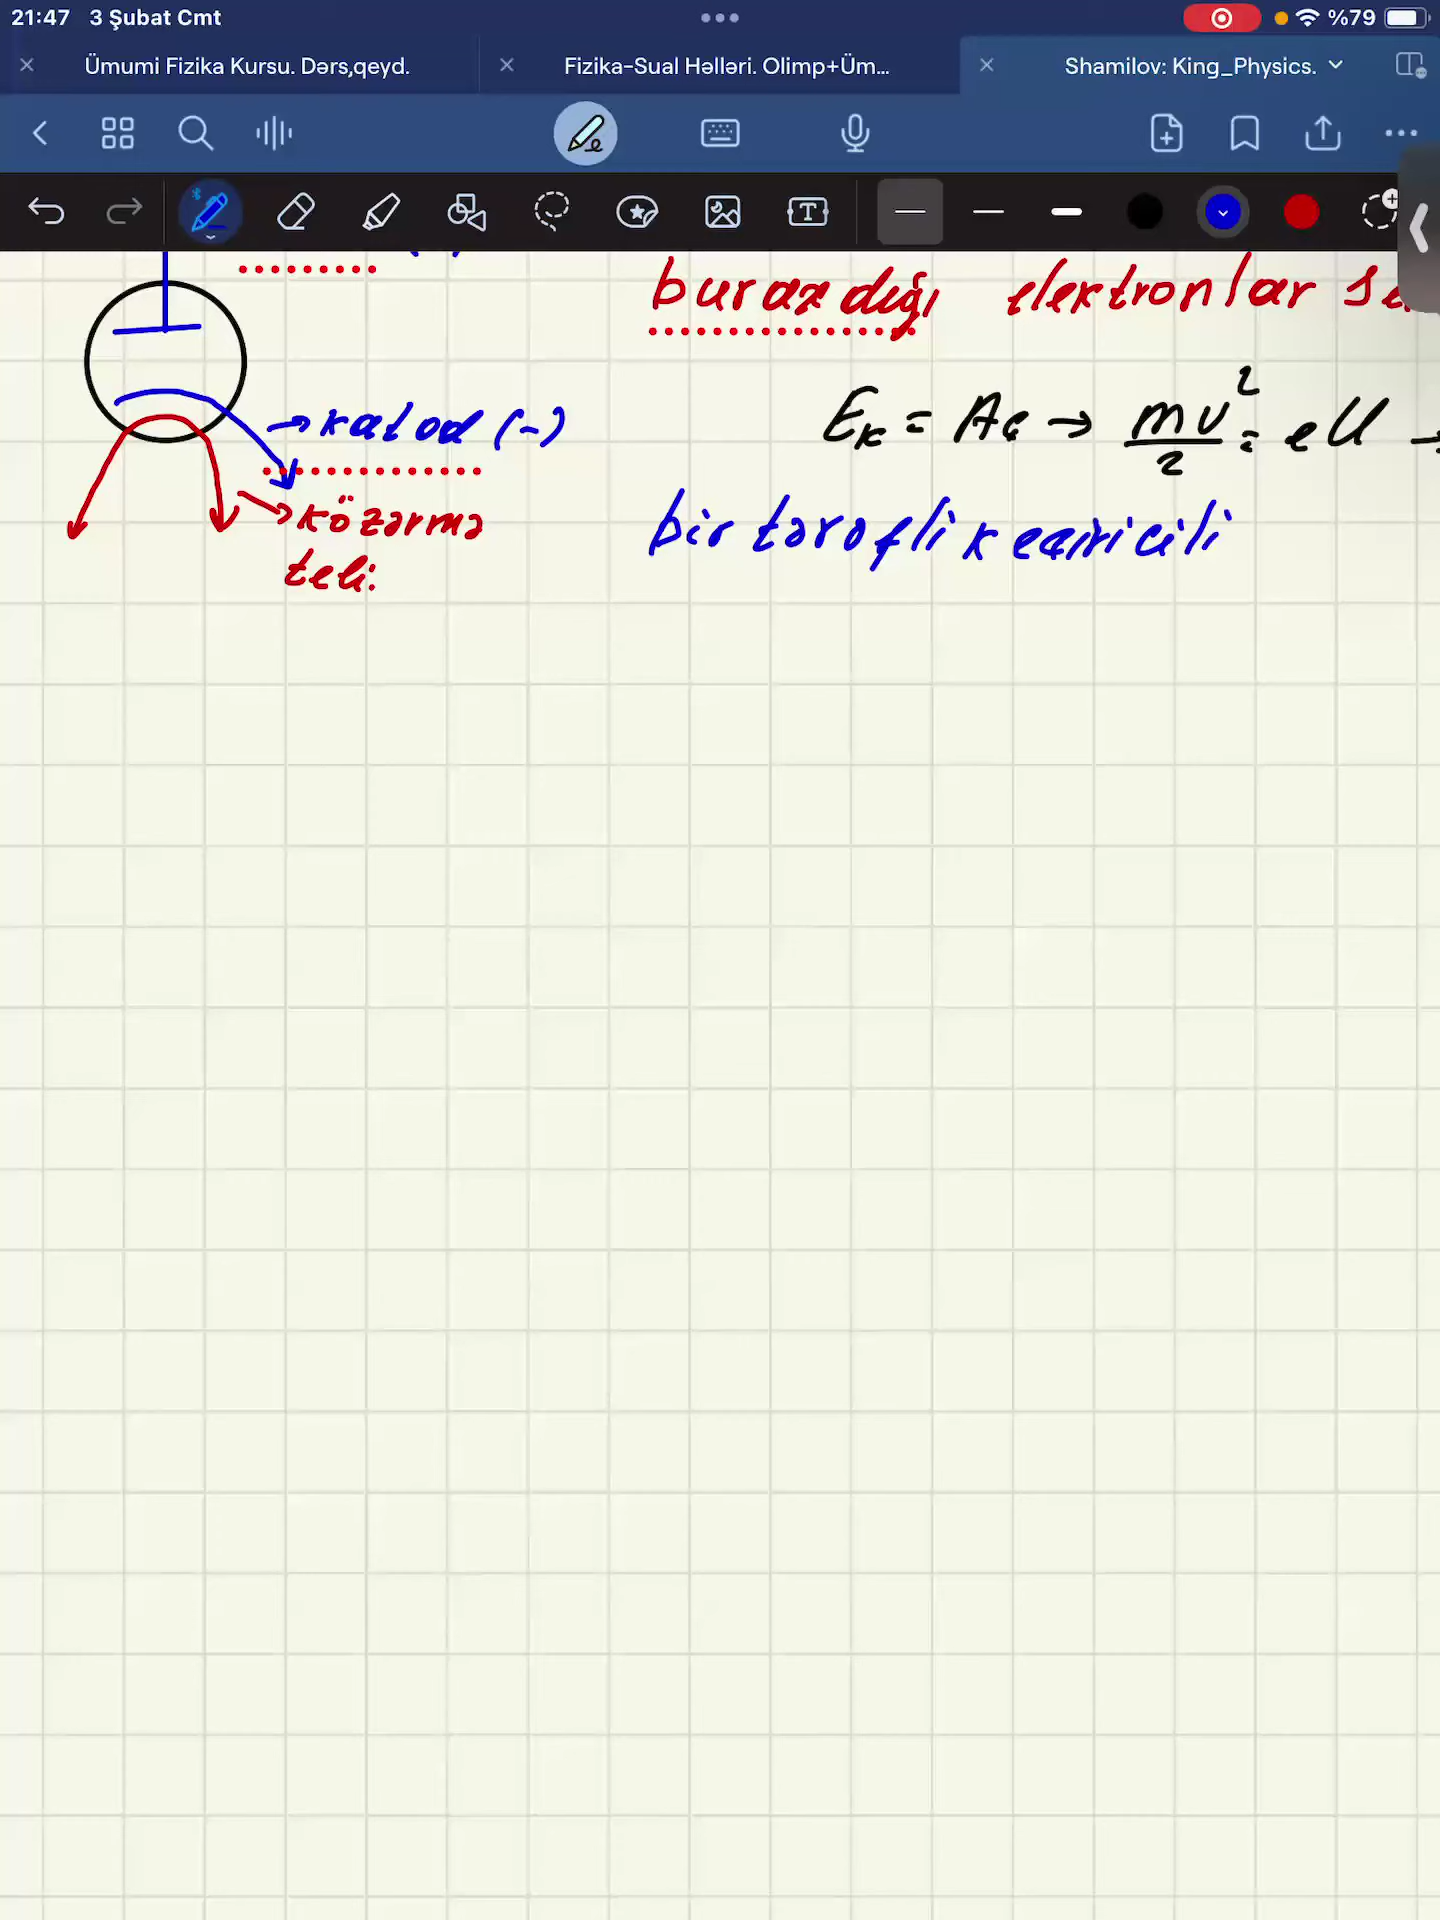 21:47 3 Şubat Cmt %79
Ümumi Fizika Kursu. Dərs,qeyd. Fizika-Sual Həlləri. Olimp+Üm... Shamilov: King_Physics.
buraxdığı elektronlar
Eₖ = Aₑ → mv²/2 = eU →
→ katod (-)
→ közərmə
teli:
bir tərəfli keçiricili